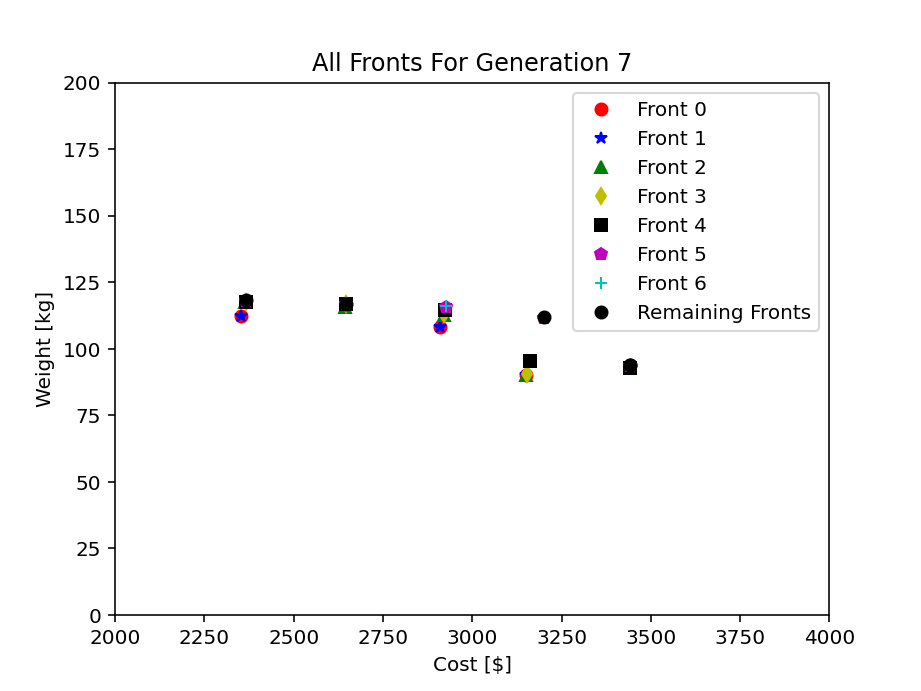 All Fronts For Generation 7
200
175
150
125
100
75
50
25
0
Weight [kg]
2000 2250 2500 2750 3000 3250 3500 3750 4000
Cost [$]
Front 0
Front 1
Front 2
Front 3
Front 4
Front 5
Front 6
Remaining Fronts